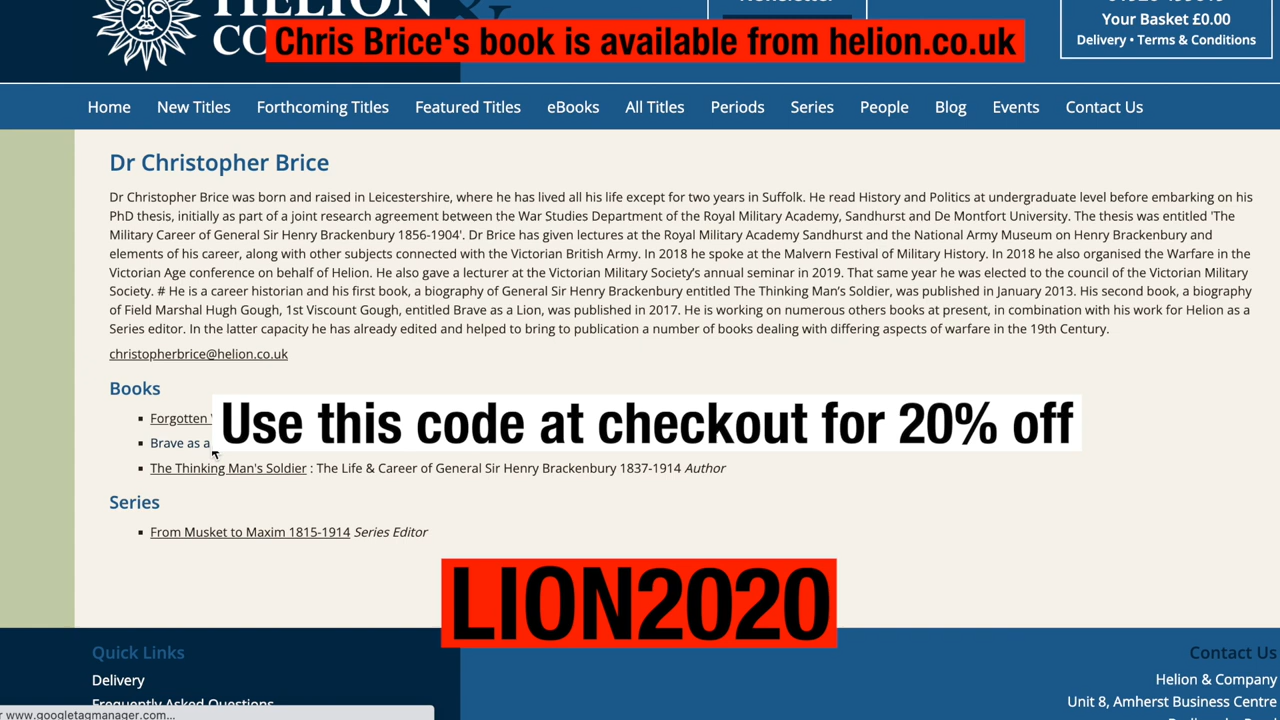 HELION
&
CO
Newsletter
Your Basket £0.00
Delivery • Terms & Conditions
Chris Brice's book is available from helion.co.uk
Home New Titles Forthcoming Titles Featured Titles eBooks All Titles Periods Series People Blog Events Contact Us
Dr Christopher Brice
Dr Christopher Brice was born and raised in Leicestershire, where he has lived all his life except for two years in Suffolk. He read History and Politics at undergraduate level before embarking on his
PhD thesis, initially as part of a joint research agreement between the War Studies Department of the Royal Military Academy, Sandhurst and De Montfort University. The thesis was entitled 'The
Military Career of General Sir Henry Brackenbury 1856-1904'. Dr Brice has given lectures at the Royal Military Academy Sandhurst and the National Army Museum on Henry Brackenbury and
elements of his career, along with other subjects connected with the Victorian British Army. In 2018 he spoke at the Malvern Festival of Military History. In 2018 he also organised the Warfare in the
Victorian Age conference on behalf of Helion. He also gave a lecturer at the Victorian Military Society's annual seminar in 2019. That same year he was elected to the council of the Victorian Military
Society. # He is a career historian and his first book, a biography of General Sir Henry Brackenbury entitled The Thinking Man's Soldier, was published in January 2013. His second book, a biography
of Field Marshal Hugh Gough, 1st Viscount Gough, entitled Brave as a Lion, was published in 2017. He is working on numerous others books at present, in combination with his work for Helion as a
Series editor. In the latter capacity he has already edited and helped to bring to publication a number of books dealing with differing aspects of warfare in the 19th Century.
christopherbrice@helion.co.uk
Books
Forgotten
Brave as a
Use this code at checkout for 20% off
The Thinking Man's Soldier : The Life & Career of General Sir Henry Brackenbury 1837-1914 Author
Series
From Musket to Maxim 1815-1914 Series Editor
LION2020
Quick Links
Delivery
Frequently Asked Questions
Contact Us
Helion & Company
Unit 8, Amherst Business Centre
www.googletagmanager.com...